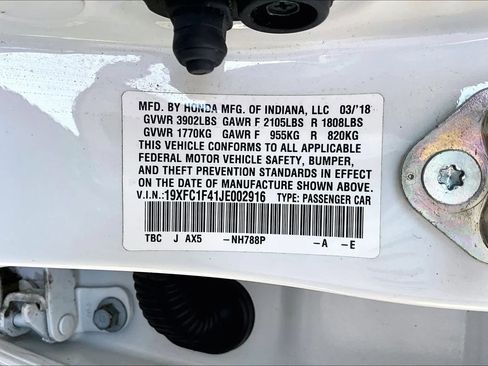 MFD. BY HONDA MFG. OF INDIANA, LLC 03/'18
GVWR 3902LBS GAWR F 2105LBS R 1808LBS
GVWR 1770KG GAWR F 955KG R 820KG
THIS VEHICLE CONFORMS TO ALL APPLICABLE
FEDERAL MOTOR VEHICLE SAFETY, BUMPER,
AND THEFT PREVENTION STANDARDS IN EFFECT
ON THE DATE OF MANUFACTURE SHOWN ABOVE.
V.I.N.: 19XFC1F41JE002916 TYPE: PASSENGER CAR
TBC J AX5 -NH788P -A -E